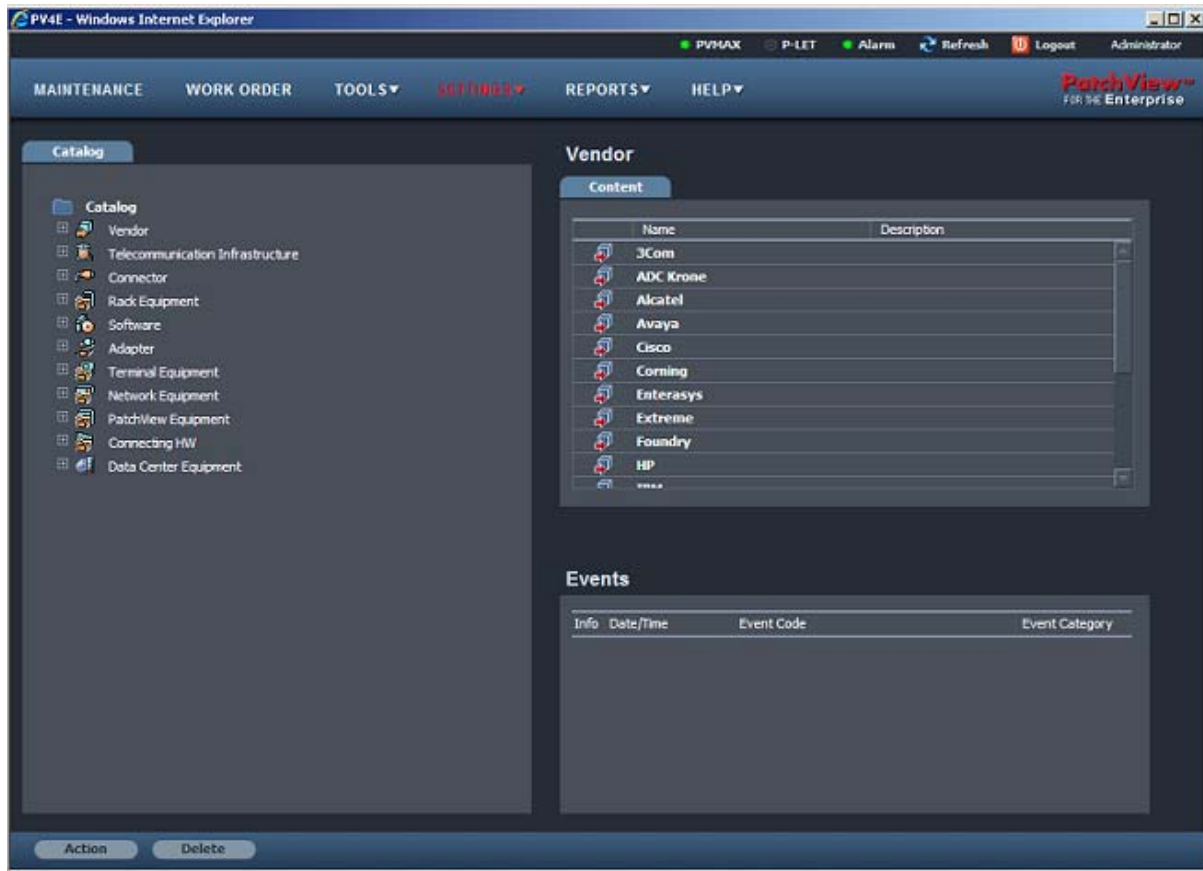 PV4E - Windows Internet Explorer
PVMAX P-LET Alarm Refresh Logout Administrator
MAINTENANCE WORK ORDER TOOLS▼ SETTINGS▼ REPORTS▼ HELP▼
PatchView™
FOR THE Enterprise
Catalog
Catalog
Vendor
Telecommunication Infrastructure
Connector
Rack Equipment
Software
Adapter
Terminal Equipment
Network Equipment
PatchView Equipment
Connecting HW
Data Center Equipment
Vendor
Content
Name Description
3Com
ADC Krone
Alcatel
Avaya
Cisco
Corning
Enterasys
Extreme
Foundry
HP
IBM
Events
Info Date/Time Event Code Event Category
Action Delete